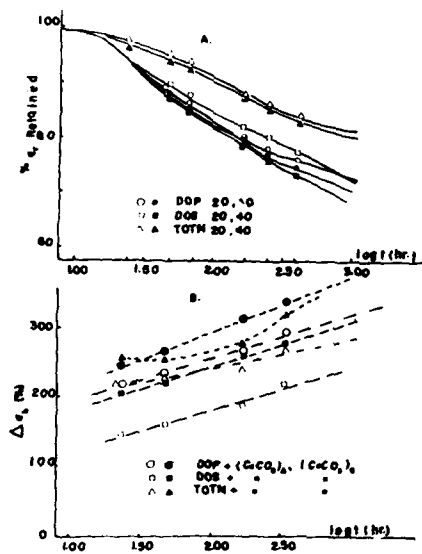 100
A.
% σr Retained
80
DOP 20,40
DOS 20,40
TOTM 20,40
60
1.00 1.50 2.00 2.50 3.00
log t (hr.)
B.
300
Δ (%)
200
100
DOP + (CaCO3)A, (CaCO3)B
DOS + " "
TOTM + " "
0
1.00 1.50 2.00 2.50
log t (hr.)